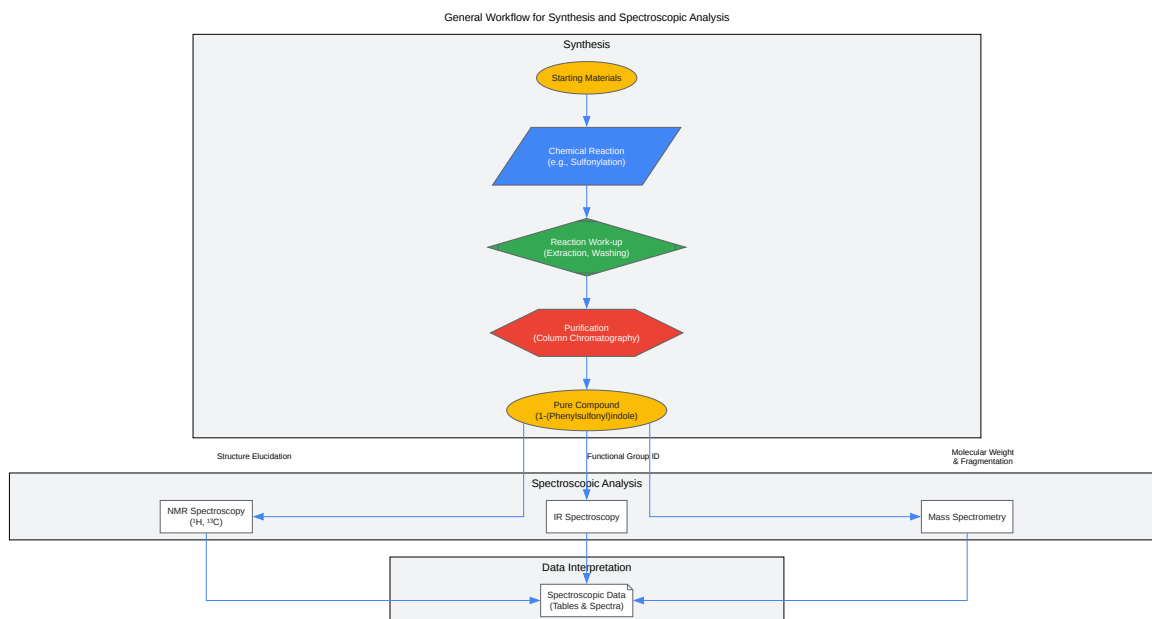 General Workflow for Synthesis and Spectroscopic Analysis
Synthesis
Starting Materials
Chemical Reaction
(e.g., Sulfonylation)
Reaction Work-up
(Extraction, Washing)
Purification
(Column Chromatography)
Pure Compound
(1-(Phenylsulfonyl)indole)
Structure Elucidation
Functional Group ID
Molecular Weight
& Fragmentation
Spectroscopic Analysis
NMR Spectroscopy
(¹H, ¹³C)
IR Spectroscopy
Mass Spectrometry
Data Interpretation
Spectroscopic Data
(Tables & Spectra)